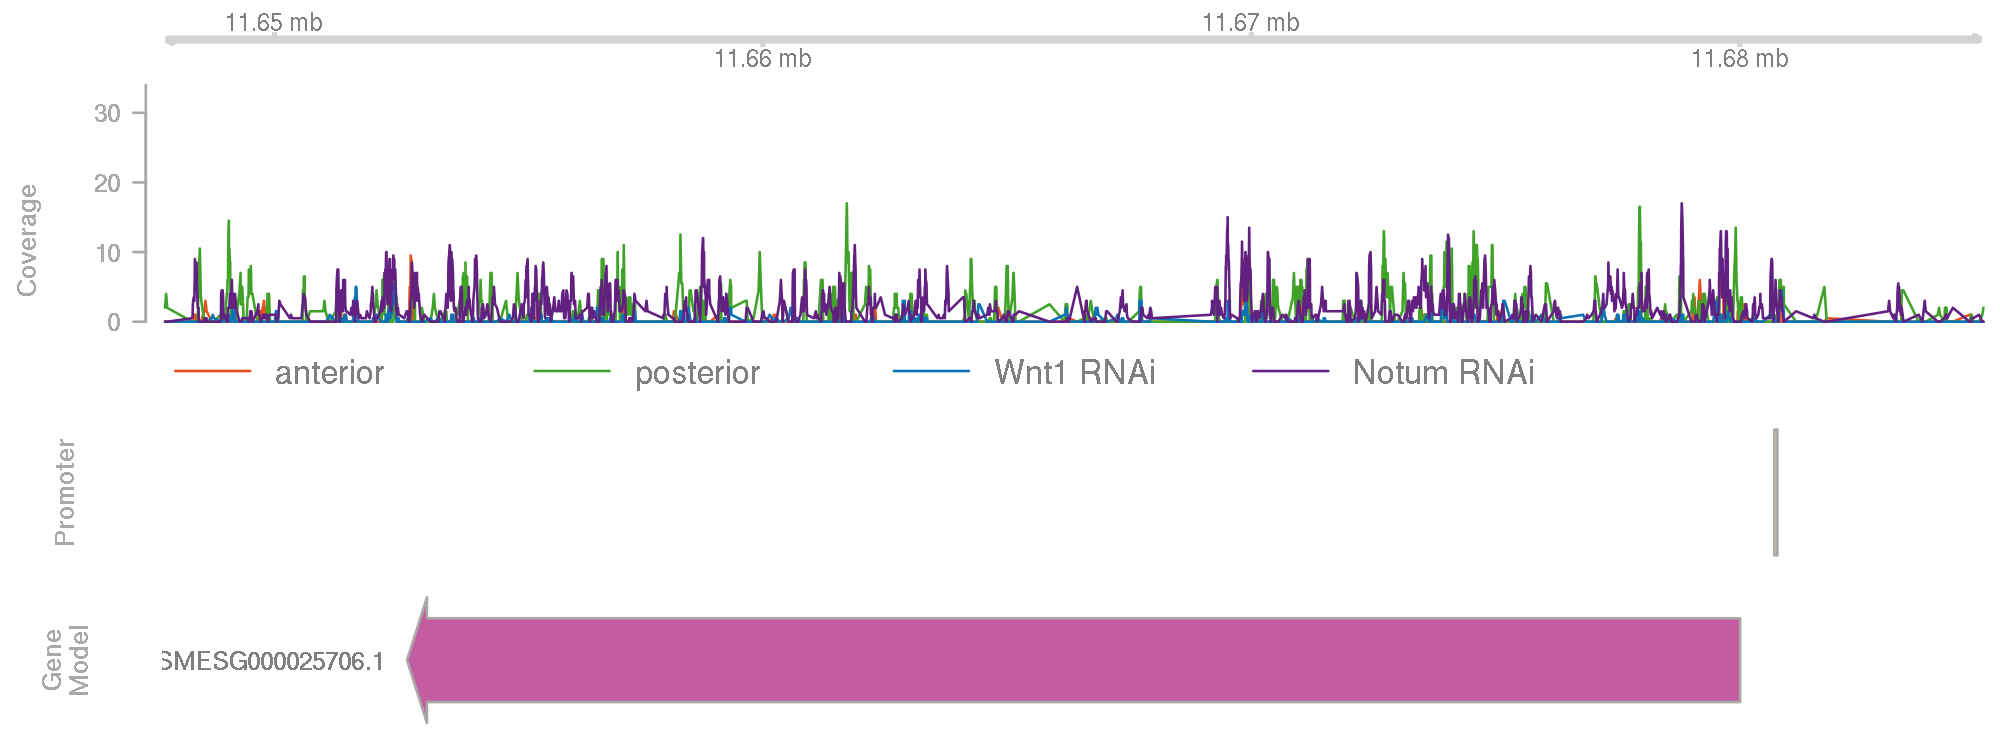 11.65 mb
11.67 mb
11.66 mb
11.68 mb
Coverage
30
20
10
0
anterior posterior Wnt1 RNAi Notum RNAi
Promoter
Gene
Model
SMESG000025706.1